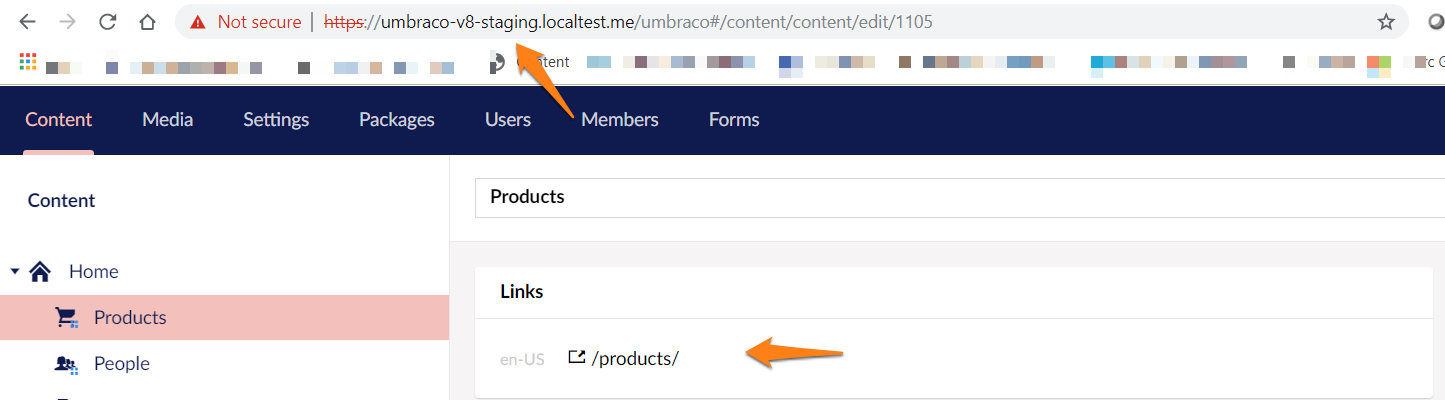 Not secure | https://umbraco-v8-staging.localtest.me/umbraco#/content/content/edit/1105
Content
Content Media Settings Packages Users Members Forms
Content
Products
Home
Links
Products
en-US /products/
People